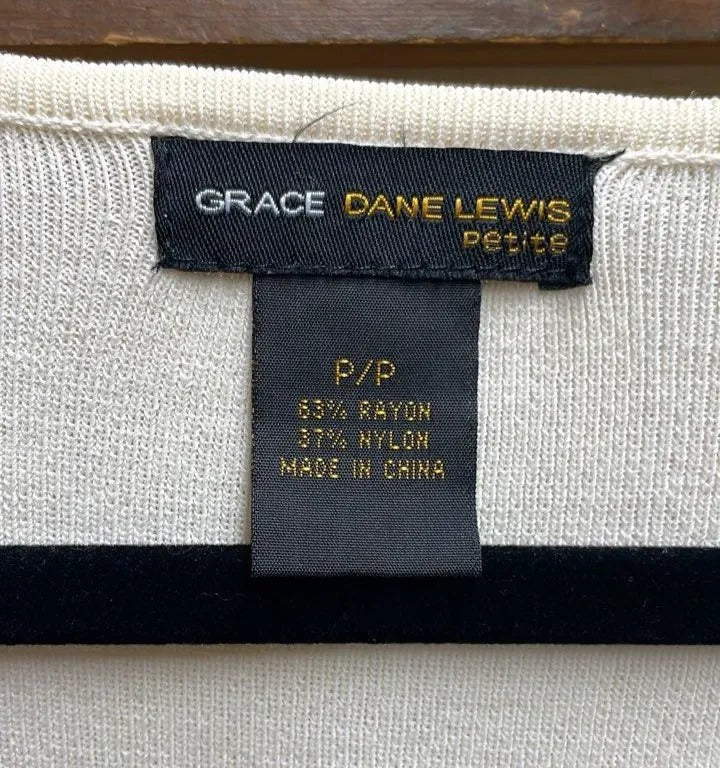 GRACE DANE LEWIS
Petite
P/P
63% RAYON
37% NYLON
MADE IN CHINA